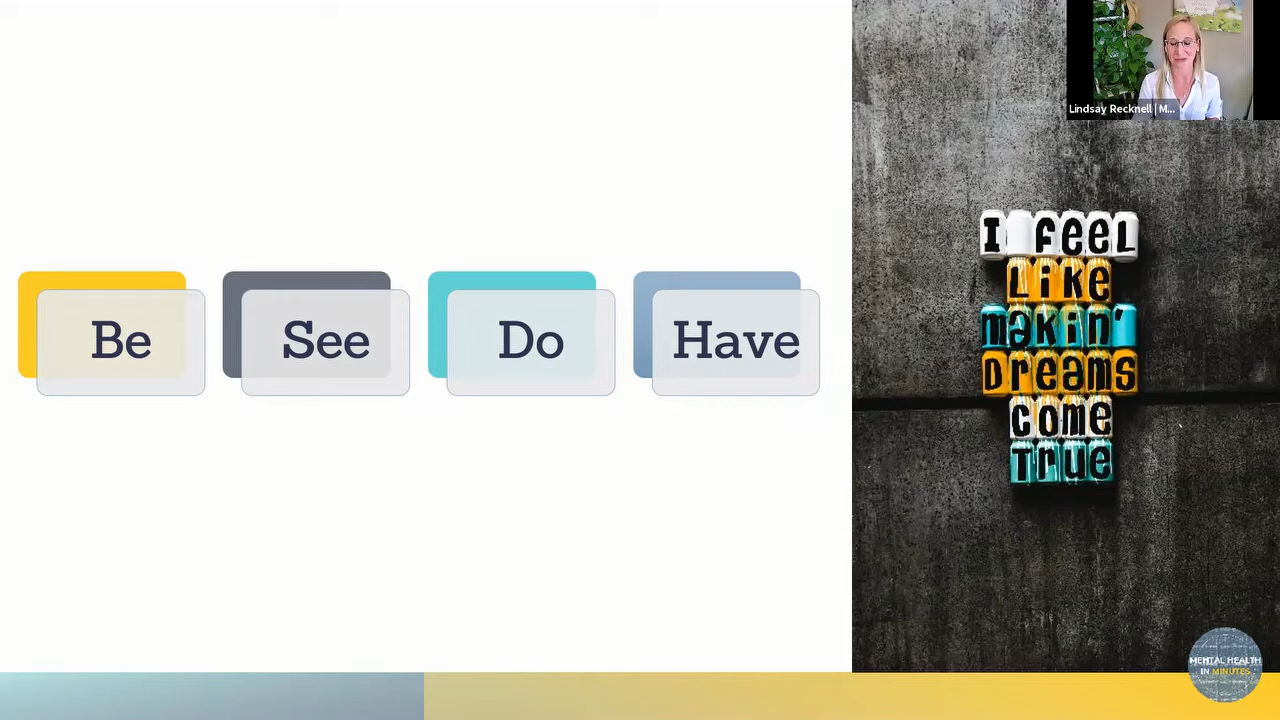 Be
See
Do
Have
Lindsay Recknell | M...
I feel
Like
makin'
Dreams
come
True
MENTAL HEALTH
IN MINUTES